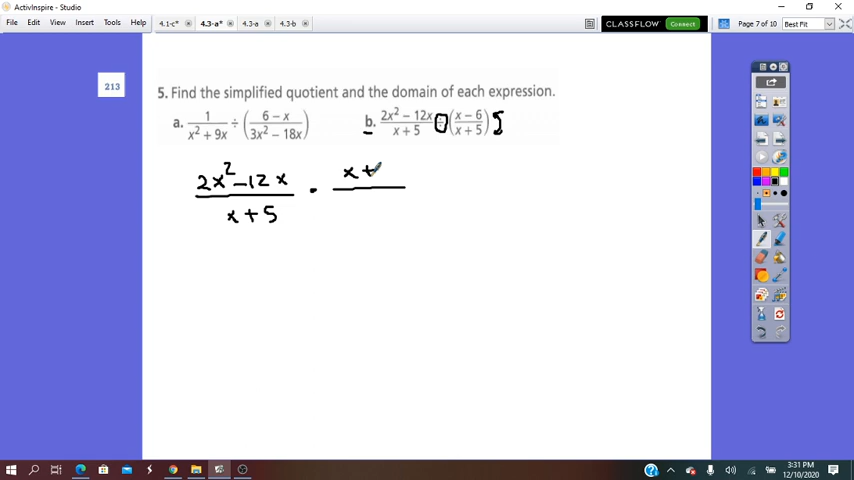 ActivInspire - Studio
File Edit View Insert Tools Help
4.1-c* 4.3-a* 4.3-a 4.3-b
CLASSFLOW Connect
Page 7 of 10 Best Fit
213
5. Find the simplified quotient and the domain of each expression.
a. 1/(x² + 9x) ÷ ((6 − x)/(3x² − 18x)) b. (2x² − 12x)/(x + 5) ÷ ((x − 6)/(x + 5))
2x² − 12x x +
x + 5 ·
3:31 PM
12/10/2020